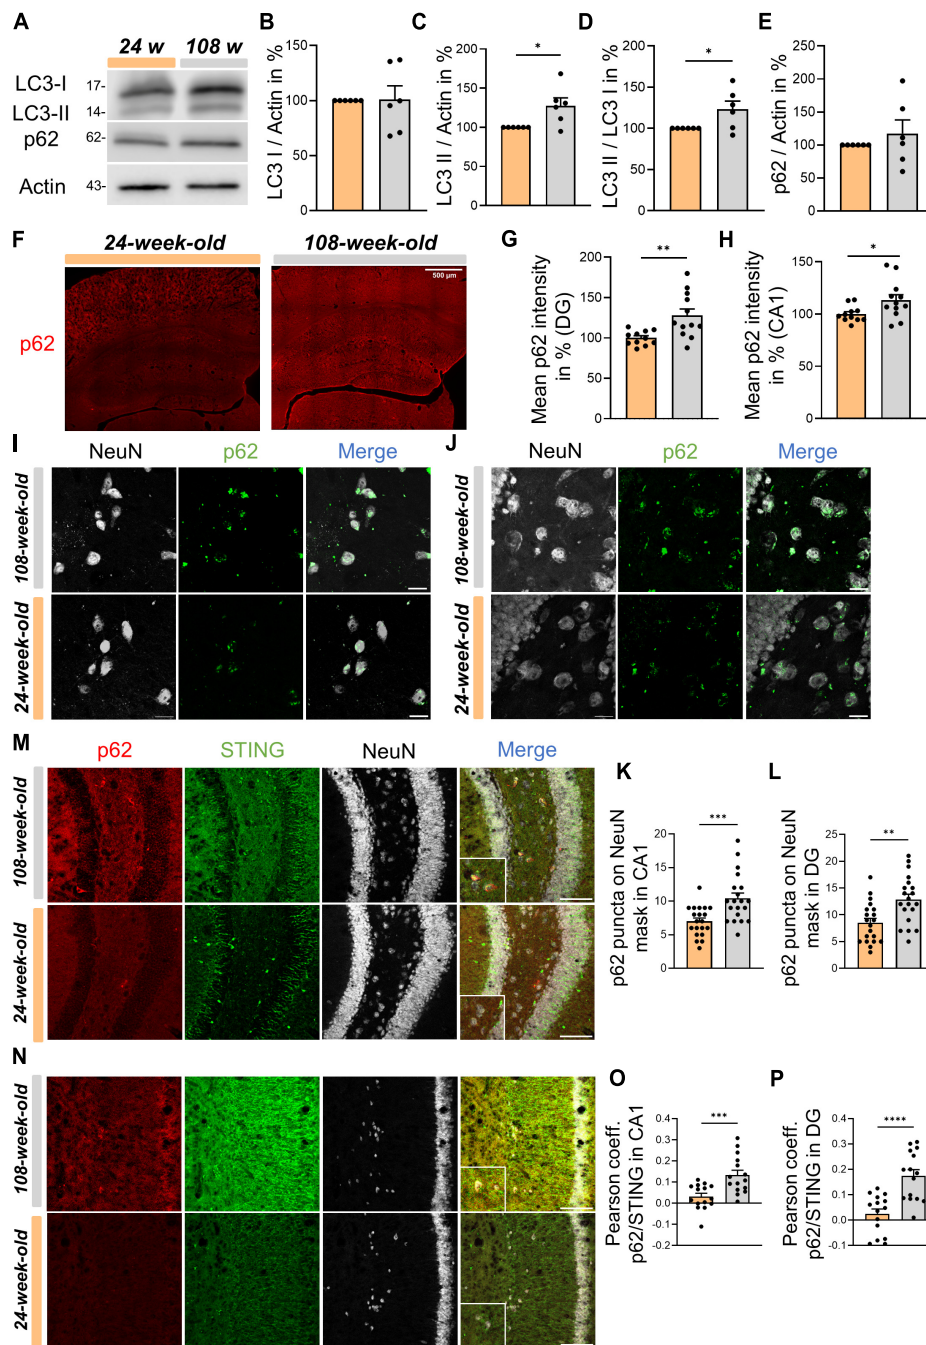 A
24 w
108 w
LC3-I
17-
LC3-II
14-
p62
62-
Actin
43-
B
LC3 I / Actin in %
150
100
50
0
C
LC3 II / Actin in %
200
150
100
50
0
*
D
LC3 II / LC3 I in %
200
150
100
50
0
*
E
p62 / Actin in %
250
200
150
100
50
0
F
24-week-old
108-week-old
p62
500 µm
G
Mean p62 intensity
in % (DG)
200
150
100
50
0
**
H
Mean p62 intensity
in % (CA1)
150
100
50
0
*
I
NeuN
p62
Merge
108-week-old
24-week-old
J
NeuN
p62
Merge
108-week-old
24-week-old
M
p62
STING
NeuN
Merge
108-week-old
24-week-old
K
p62 puncta on NeuN
mask in CA1
20
15
10
5
0
***
L
p62 puncta on NeuN
mask in DG
25
20
15
10
5
0
**
N
108-week-old
24-week-old
O
Pearson coeff.
p62/STING in CA1
0.4
0.3
0.2
0.1
0.0
-0.1
-0.2
***
P
Pearson coeff.
p62/STING in DG
0.4
0.3
0.2
0.1
0.0
-0.1
****